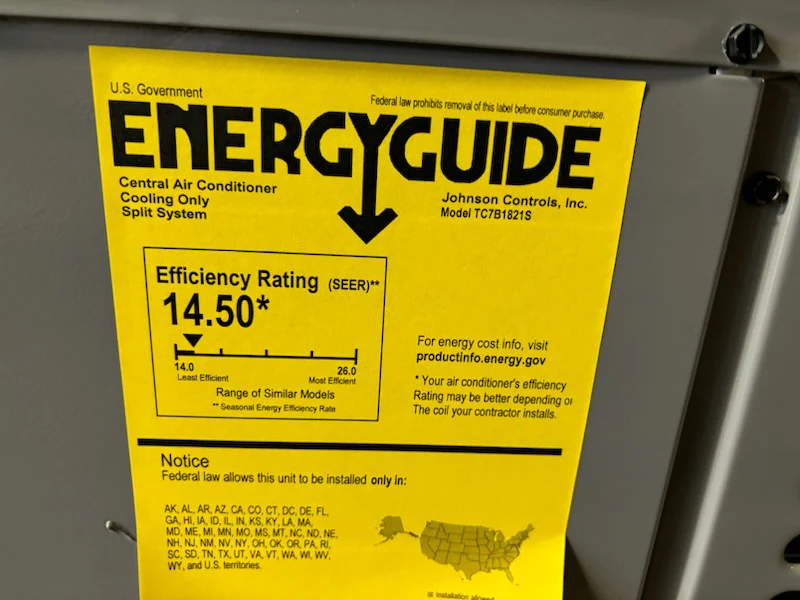 U.S. Government
Federal law prohibits removal of this label before consumer purchase.
ENERGYGUIDE
Central Air Conditioner
Cooling Only
Split System
Johnson Controls, Inc.
Model TC7B1821S
Efficiency Rating (SEER)**
14.50*
14.0
26.0
Least Efficient
Most Efficient
Range of Similar Models
** Seasonal Energy Efficiency Rate
For energy cost info, visit
productinfo.energy.gov
* Your air conditioner's efficiency
Rating may be better depending on
The coil your contractor installs.
Notice
Federal law allows this unit to be installed only in:
AK, AL, AR, AZ, CA, CO, CT, DC, DE, FL,
GA, HI, IA, ID, IL, IN, KS, KY, LA, MA,
MD, ME, MI, MN, MO, MS, MT, NC, ND, NE,
NH, NJ, NM, NV, NY, OH, OK, OR, PA, RI,
SC, SD, TN, TX, UT, VA, VT, WA, WI, WV,
WY, and U.S. territories.
Installation allowed